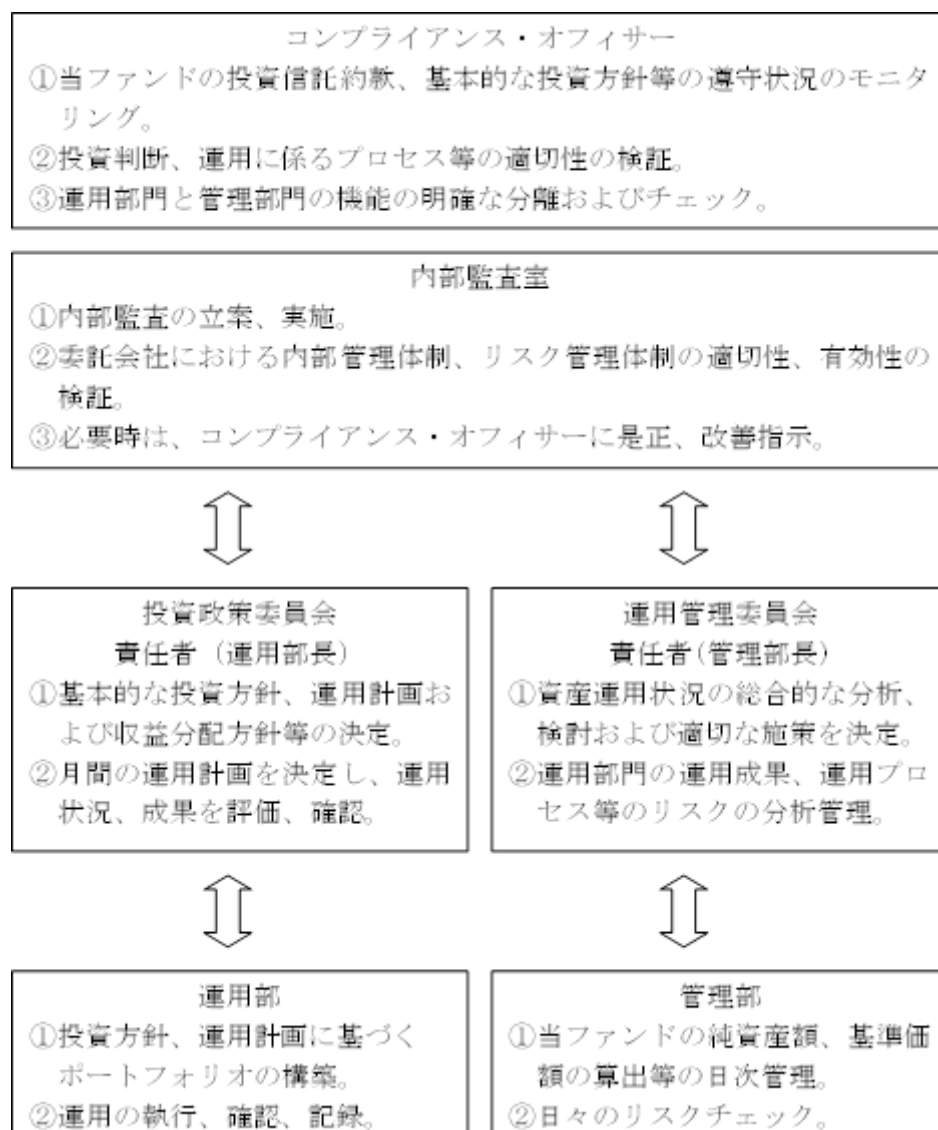 コンプライアンス・オフィサー
①当ファンドの投資信託約款、基本的な投資方針等の遵守状況のモニタ
リング。
②投資判断、運用に係るプロセス等の適切性の検証。
③運用部門と管理部門の機能の明確な分離およびチェック。
内部監査室
①内部監査の立案、実施。
②委託会社における内部管理体制、リスク管理体制の適切性、有効性の
検証。
③必要時は、コンプライアンス・オフィサーに是正、改善指示。
投資政策委員会
責任者（運用部長）
①基本的な投資方針、運用計画お
よび収益分配方針等の決定。
②月間の運用計画を決定し、運用
状況、成果を評価、確認。
運用管理委員会
責任者(管理部長)
①資産運用状況の総合的な分析、
検討および適切な施策を決定。
②運用部門の運用成果、運用プロ
セス等のリスクの分析管理。
運用部
①投資方針、運用計画に基づく
ポートフォリオの構築。
②運用の執行、確認、記録。
管理部
①当ファンドの純資産額、基準価
額の算出等の日次管理。
②日々のリスクチェック。